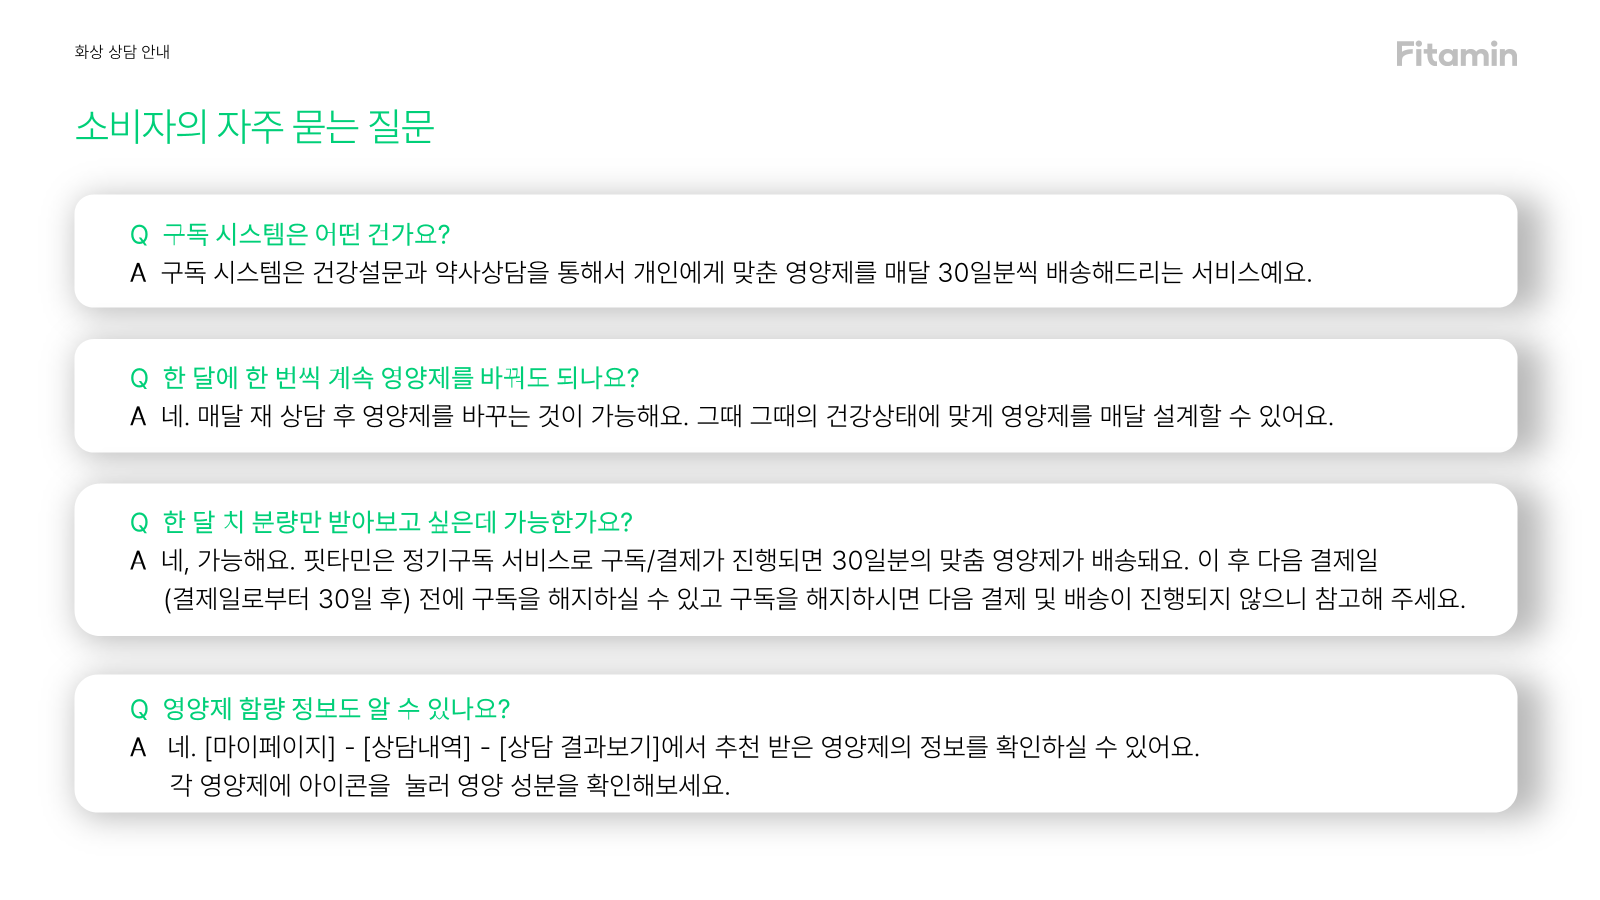 화상 상담 안내
Fitamin
소비자의 자주 묻는 질문
Q 구독 시스템은 어떤 건가요?
A 구독 시스템은 건강설문과 약사상담을 통해서 개인에게 맞춘 영양제를 매달 30일분씩 배송해드리는 서비스예요.
Q 한 달에 한 번씩 계속 영양제를 바꿔도 되나요?
A 네. 매달 재 상담 후 영양제를 바꾸는 것이 가능해요. 그때 그때의 건강상태에 맞게 영양제를 매달 설계할 수 있어요.
Q 한 달 치 분량만 받아보고 싶은데 가능한가요?
A 네, 가능해요. 핏타민은 정기구독 서비스로 구독/결제가 진행되면 30일분의 맞춤 영양제가 배송돼요. 이 후 다음 결제일
(결제일로부터 30일 후) 전에 구독을 해지하실 수 있고 구독을 해지하시면 다음 결제 및 배송이 진행되지 않으니 참고해 주세요.
Q 영양제 함량 정보도 알 수 있나요?
A 네. [마이페이지] - [상담내역] - [상담 결과보기]에서 추천 받은 영양제의 정보를 확인하실 수 있어요.
각 영양제에 아이콘을 눌러 영양 성분을 확인해보세요.